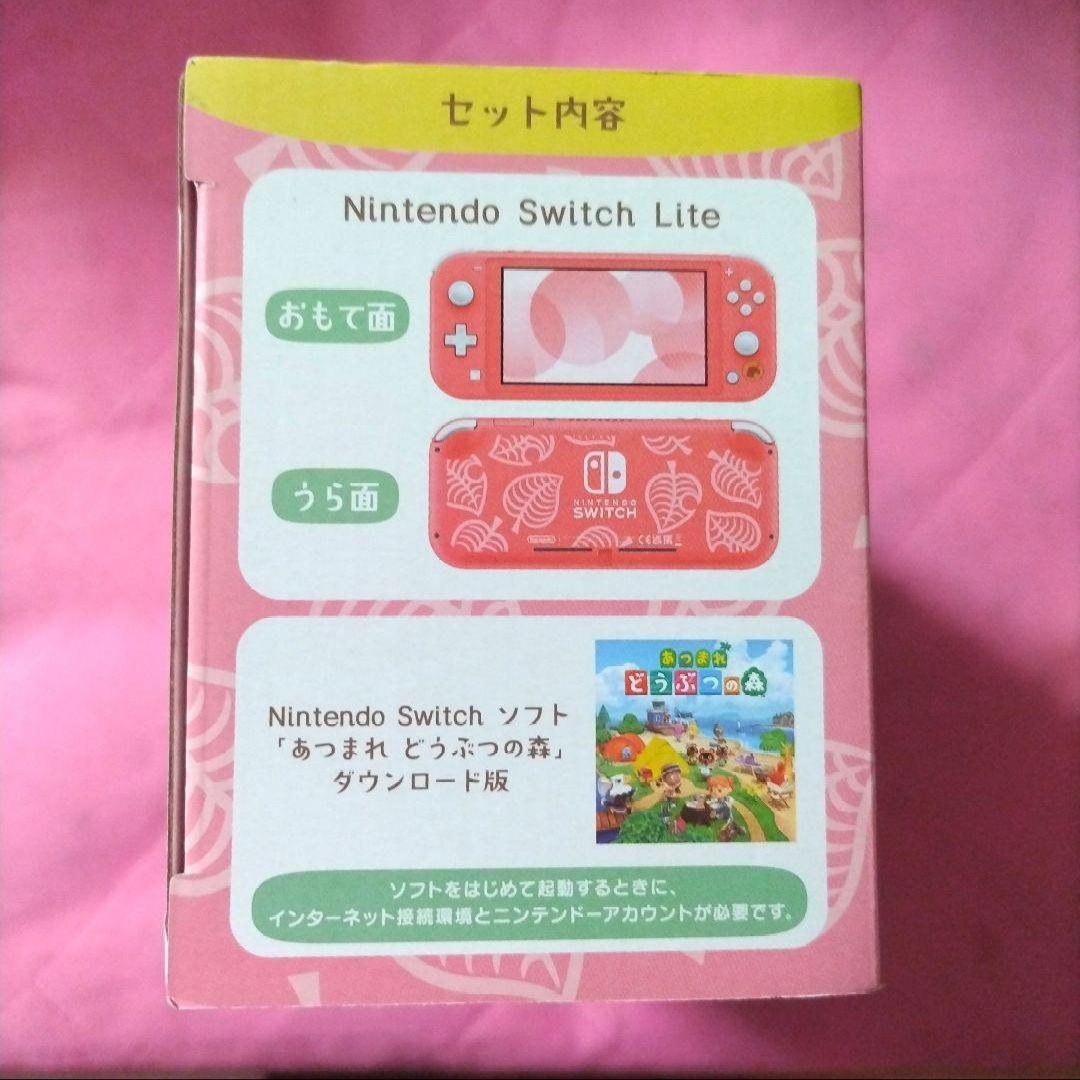 セット内容
Nintendo Switch Lite
おもて面
うら面
NINTENDO
SWITCH
Nintendo
CE
あつまれ
どうぶつの森
Nintendo Switch ソフト
「あつまれ どうぶつの森」
ダウンロード版
ソフトをはじめて起動するときに、
インターネット接続環境とニンテンドーアカウントが必要です。